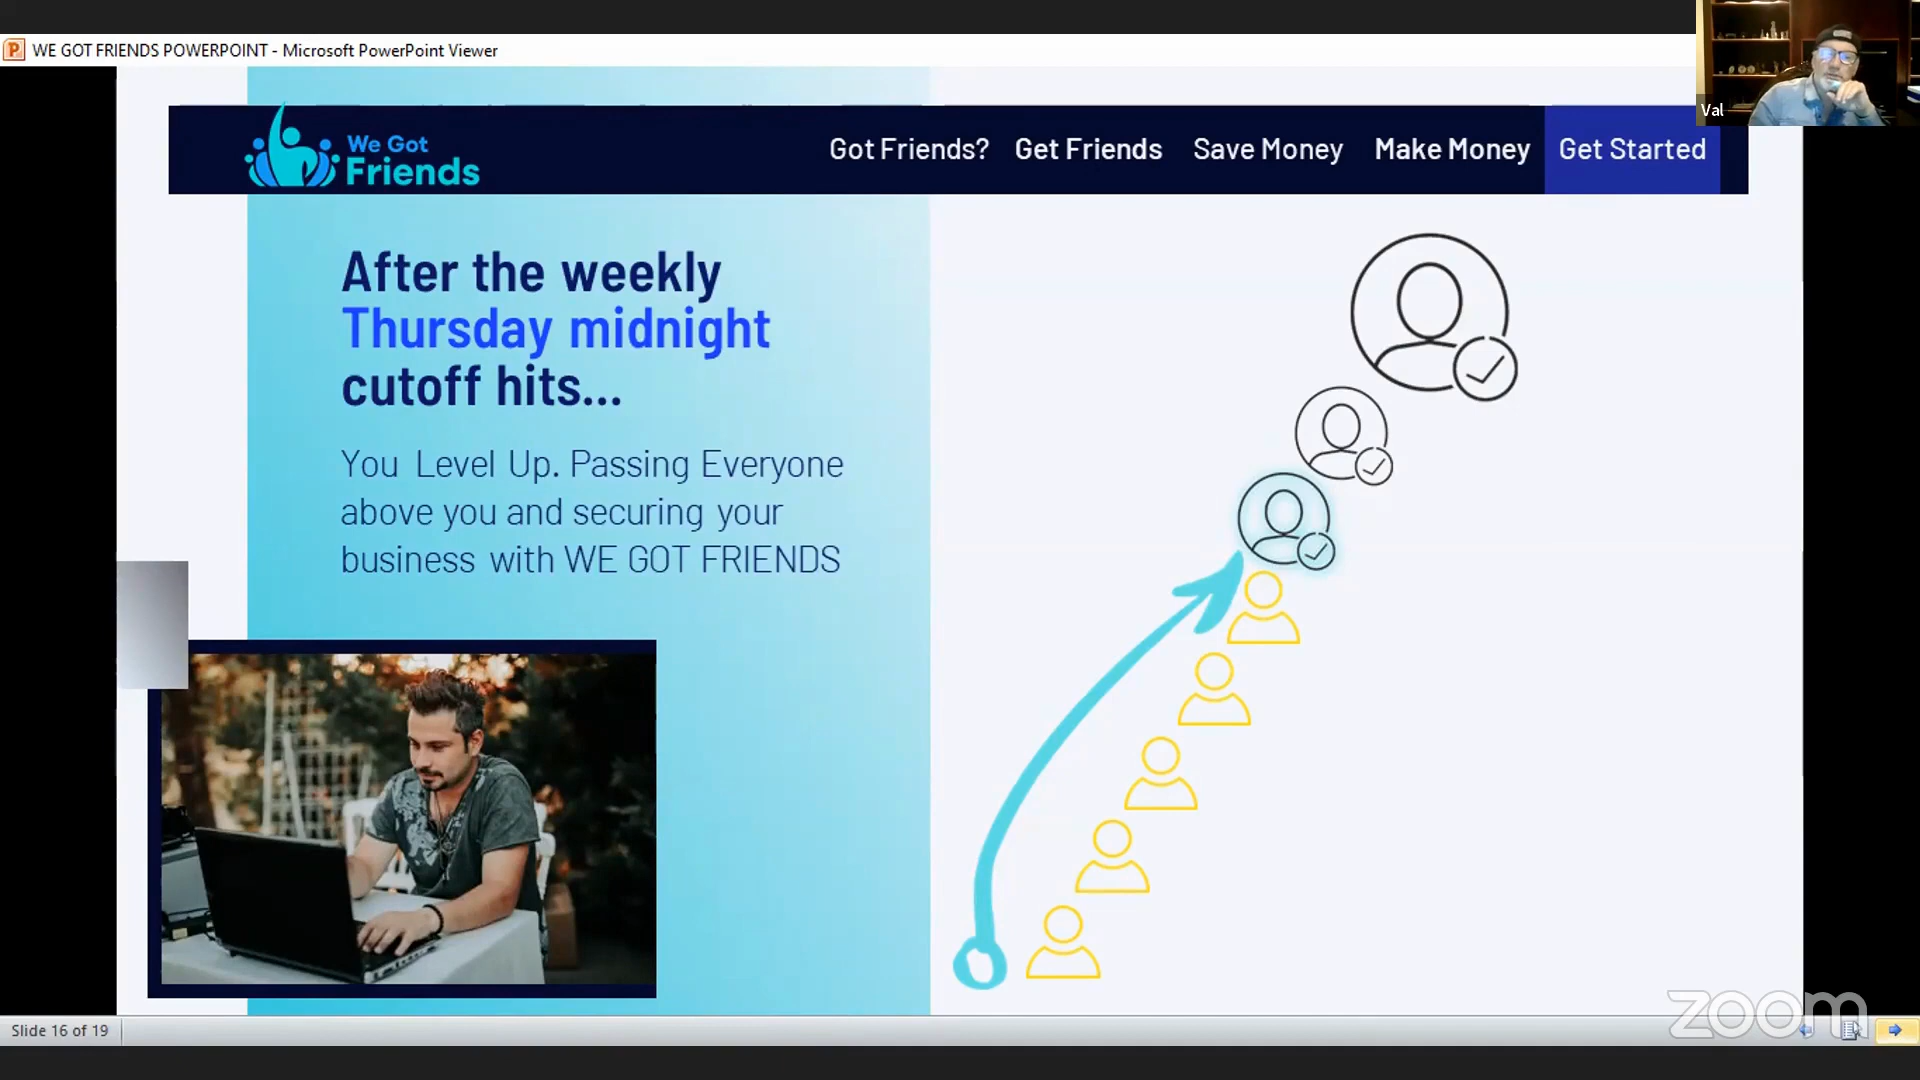 WE GOT FRIENDS POWERPOINT - Microsoft PowerPoint Viewer
Val
We Got
Friends
Got Friends? Get Friends Save Money Make Money Get Started
After the weekly
Thursday midnight
cutoff hits...
You Level Up. Passing Everyone
above you and securing your
business with WE GOT FRIENDS
Slide 16 of 19
zoom